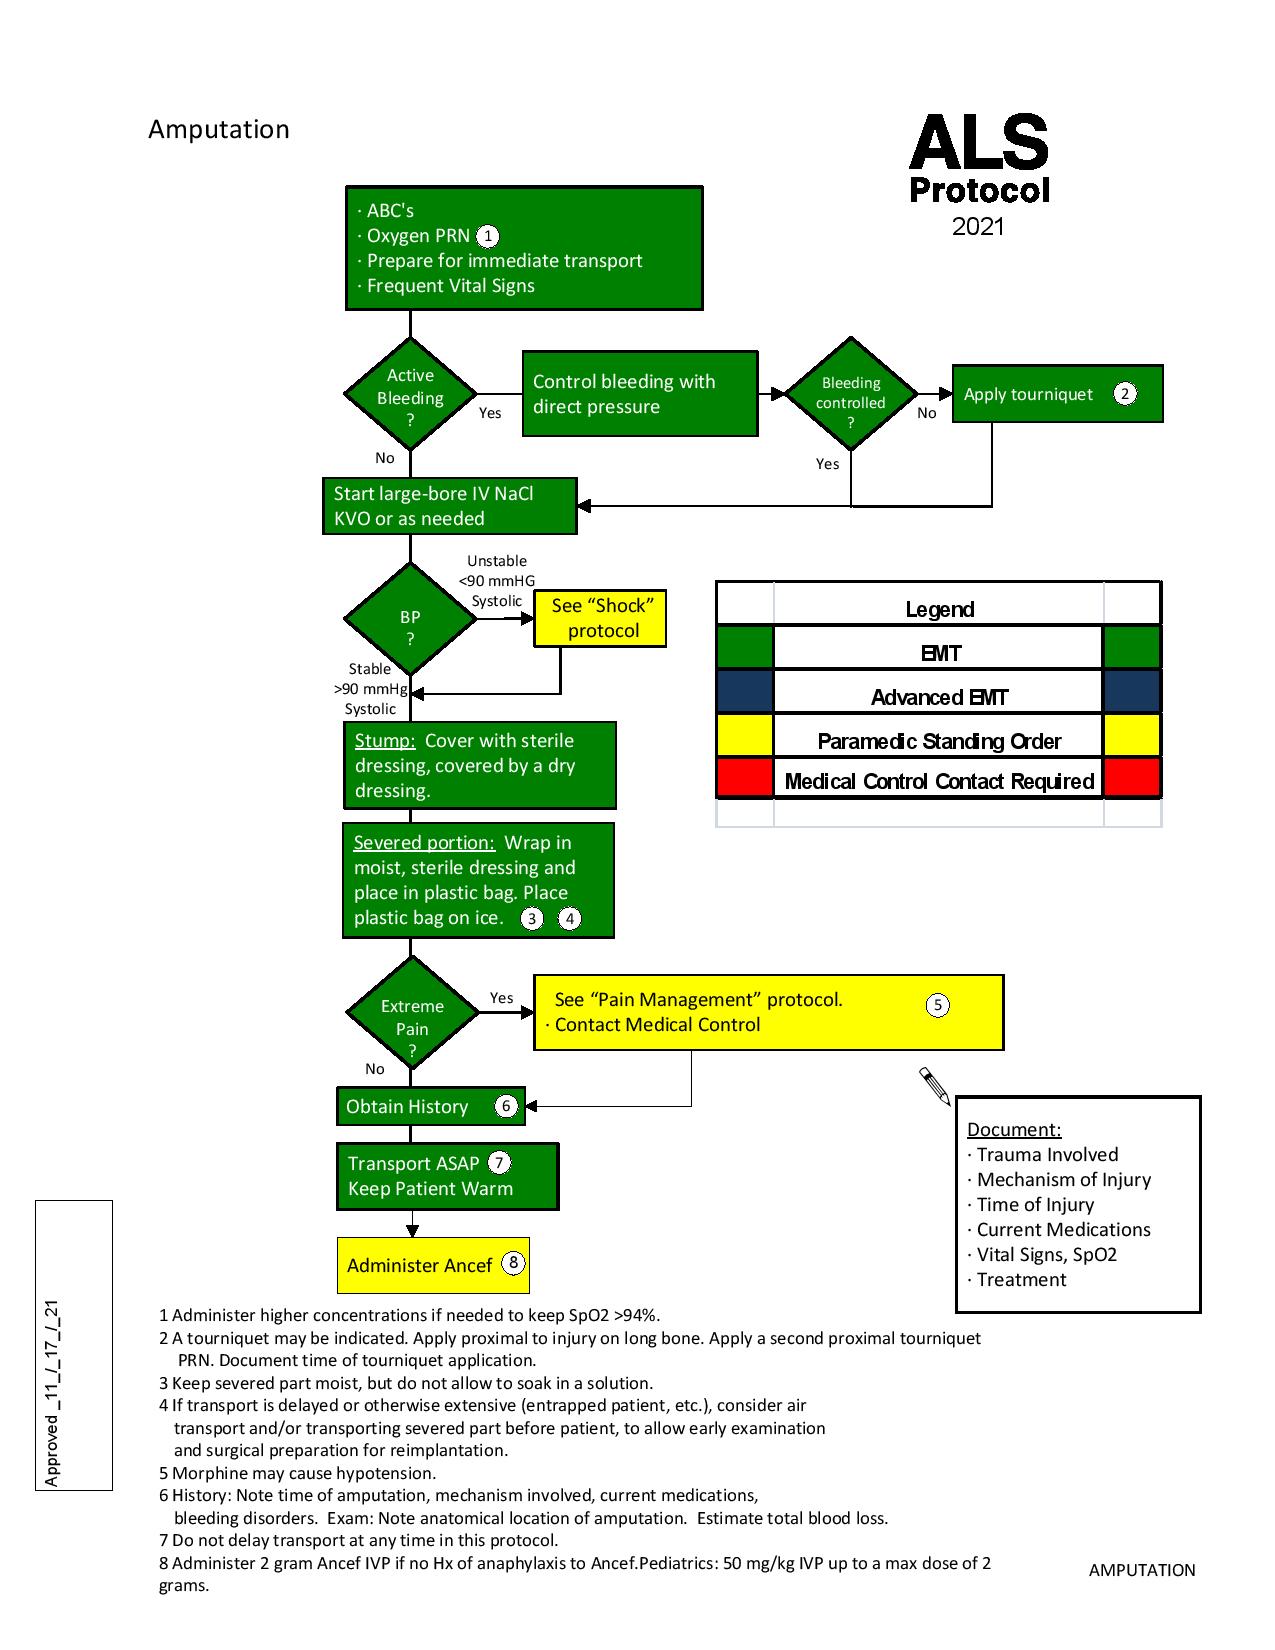 Amputation
ALS
Protocol
2021
· ABC's
· Oxygen PRN 1
· Prepare for immediate transport
· Frequent Vital Signs
Active
Bleeding
?
Yes
No
Control bleeding with
direct pressure
Bleeding
controlled
?
No
Yes
Apply tourniquet 2
Start large-bore IV NaCl
KVO or as needed
BP
?
Unstable
<90 mmHG
Systolic
See “Shock”
protocol
Stable
>90 mmHg
Systolic
Legend
EMT
Advanced EMT
Paramedic Standing Order
Medical Control Contact Required
Stump: Cover with sterile
dressing, covered by a dry
dressing.
Severed portion: Wrap in
moist, sterile dressing and
place in plastic bag. Place
plastic bag on ice. 3 4
Extreme
Pain
?
Yes
No
See “Pain Management” protocol. 5
· Contact Medical Control
Obtain History 6
Transport ASAP 7
Keep Patient Warm
Administer Ancef 8
Document:
· Trauma Involved
· Mechanism of Injury
· Time of Injury
· Current Medications
· Vital Signs, SpO2
· Treatment
Approved _11_/_17_/_21
1 Administer higher concentrations if needed to keep SpO2 >94%.
2 A tourniquet may be indicated. Apply proximal to injury on long bone. Apply a second proximal tourniquet
PRN. Document time of tourniquet application.
3 Keep severed part moist, but do not allow to soak in a solution.
4 If transport is delayed or otherwise extensive (entrapped patient, etc.), consider air
transport and/or transporting severed part before patient, to allow early examination
and surgical preparation for reimplantation.
5 Morphine may cause hypotension.
6 History: Note time of amputation, mechanism involved, current medications,
bleeding disorders. Exam: Note anatomical location of amputation. Estimate total blood loss.
7 Do not delay transport at any time in this protocol.
8 Administer 2 gram Ancef IVP if no Hx of anaphylaxis to Ancef.Pediatrics: 50 mg/kg IVP up to a max dose of 2
grams.
AMPUTATION